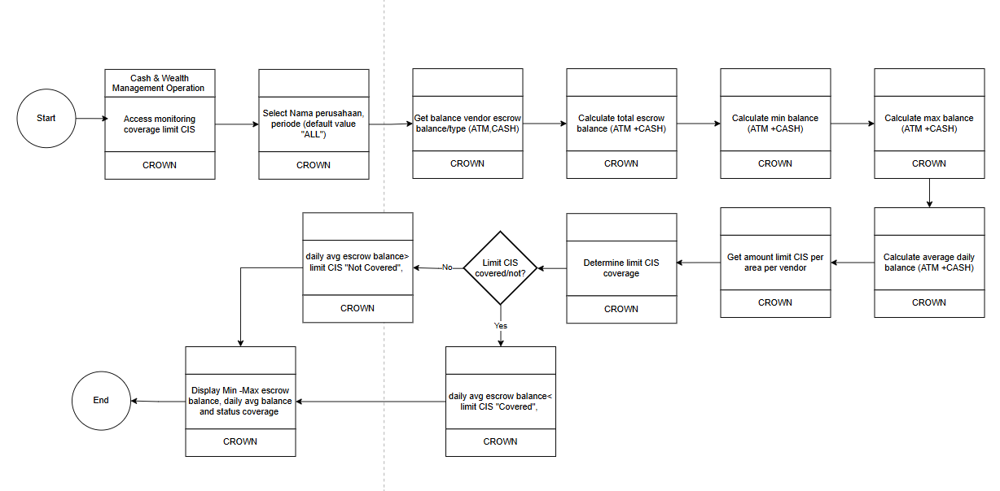 Start
Cash & Wealth
Management Operation
Access monitoring
coverage limit CIS
CROWN
Select Nama perusahaan,
periode (default value
"ALL")
CROWN
Get balance vendor escrow
balance/type (ATM,CASH)
CROWN
Calculate total escrow
balance (ATM +CASH)
CROWN
Calculate min balance
(ATM +CASH)
CROWN
Calculate max balance
(ATM +CASH)
CROWN
Calculate average daily
balance (ATM +CASH)
CROWN
Get amount limit CIS per
area per vendor
CROWN
Determine limit CIS
coverage
CROWN
Limit CIS
covered/not?
No
daily avg escrow balance>
limit CIS "Not Covered",
CROWN
Yes
daily avg escrow balance<
limit CIS "Covered",
CROWN
Display Min -Max escrow
balance, daily avg balance
and status coverage
CROWN
End